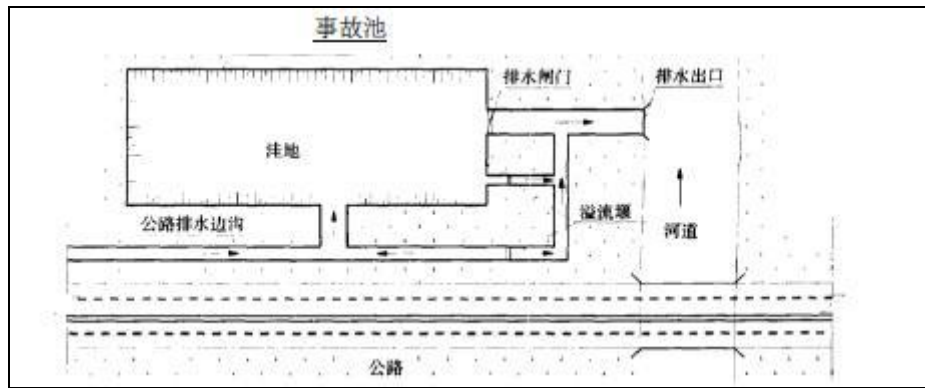 事故池
排水闸门
排水出口
洼地
公路排水边沟
溢流堰
河道
公路